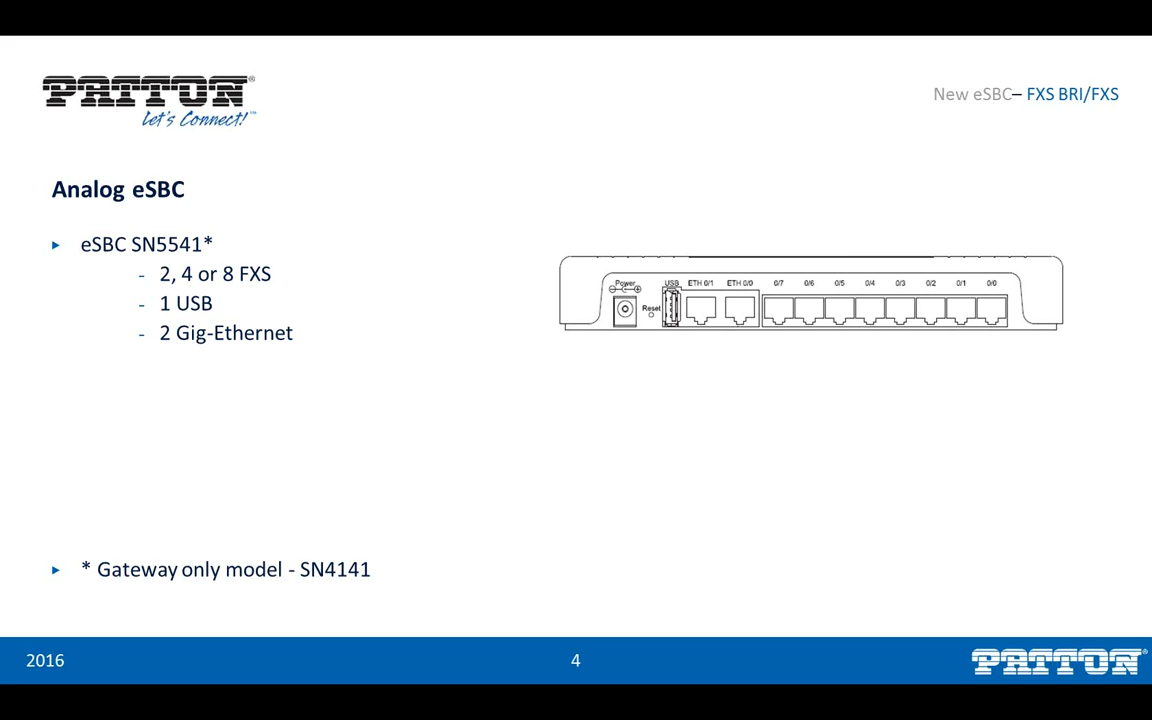 PATTON®
Let's Connect!™
New eSBC– FXS BRI/FXS
Analog eSBC
eSBC SN5541*
- 2, 4 or 8 FXS
- 1 USB
- 2 Gig-Ethernet
Power
Reset
USB
ETH 0/1 ETH 0/0 0/7 0/6 0/5 0/4 0/3 0/2 0/1 0/0
* Gateway only model - SN4141
2016
4
PATTON®